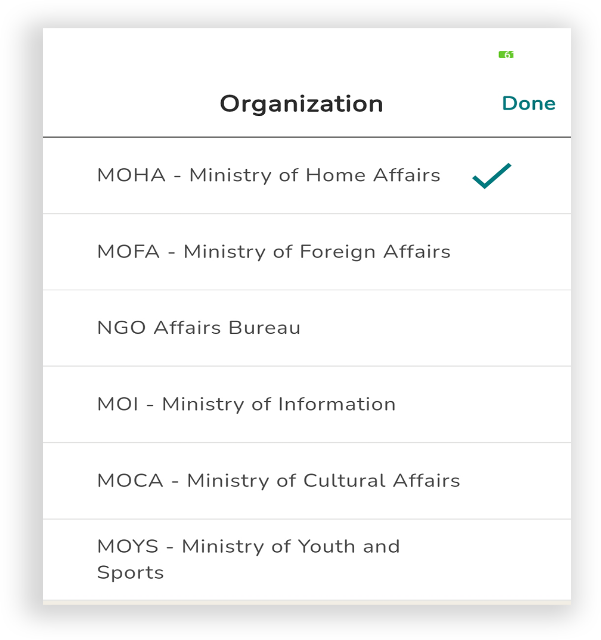 Organization
Done
MOHA - Ministry of Home Affairs
MOFA - Ministry of Foreign Affairs
NGO Affairs Bureau
MOI - Ministry of Information
MOCA - Ministry of Cultural Affairs
MOYS - Ministry of Youth and
Sports